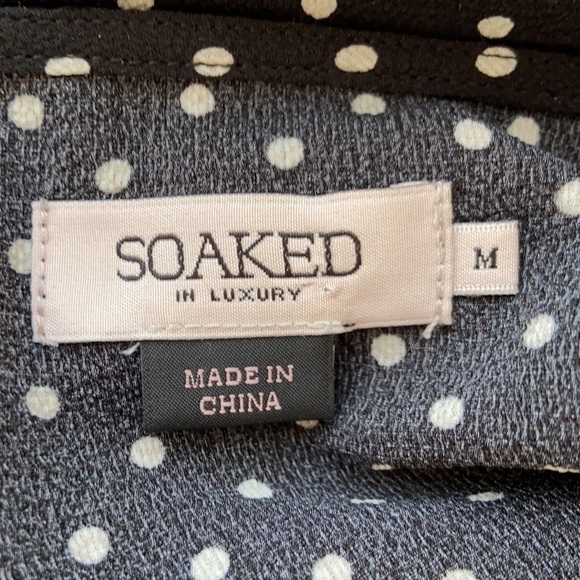 SOAKED
IN LUXURY
M
MADE IN
CHINA